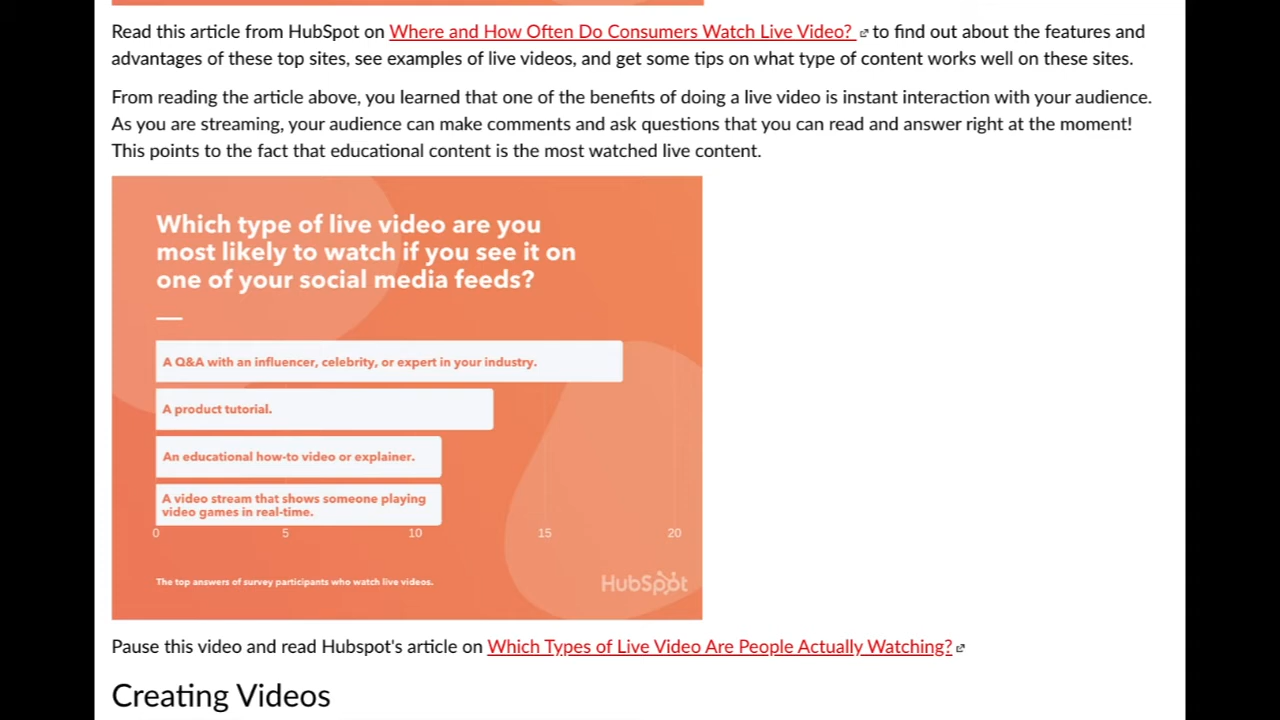 Read this article from HubSpot on Where and How Often Do Consumers Watch Live Video? to find out about the features and
advantages of these top sites, see examples of live videos, and get some tips on what type of content works well on these sites.
From reading the article above, you learned that one of the benefits of doing a live video is instant interaction with your audience.
As you are streaming, your audience can make comments and ask questions that you can read and answer right at the moment!
This points to the fact that educational content is the most watched live content.
Which type of live video are you
most likely to watch if you see it on
one of your social media feeds?
A Q&A with an influencer, celebrity, or expert in your industry.
A product tutorial.
An educational how-to video or explainer.
A video stream that shows someone playing
video games in real-time.
0 5 10 15 20
The top answers of survey participants who watch live videos.
HubSpot
Pause this video and read Hubspot's article on Which Types of Live Video Are People Actually Watching?
Creating Videos